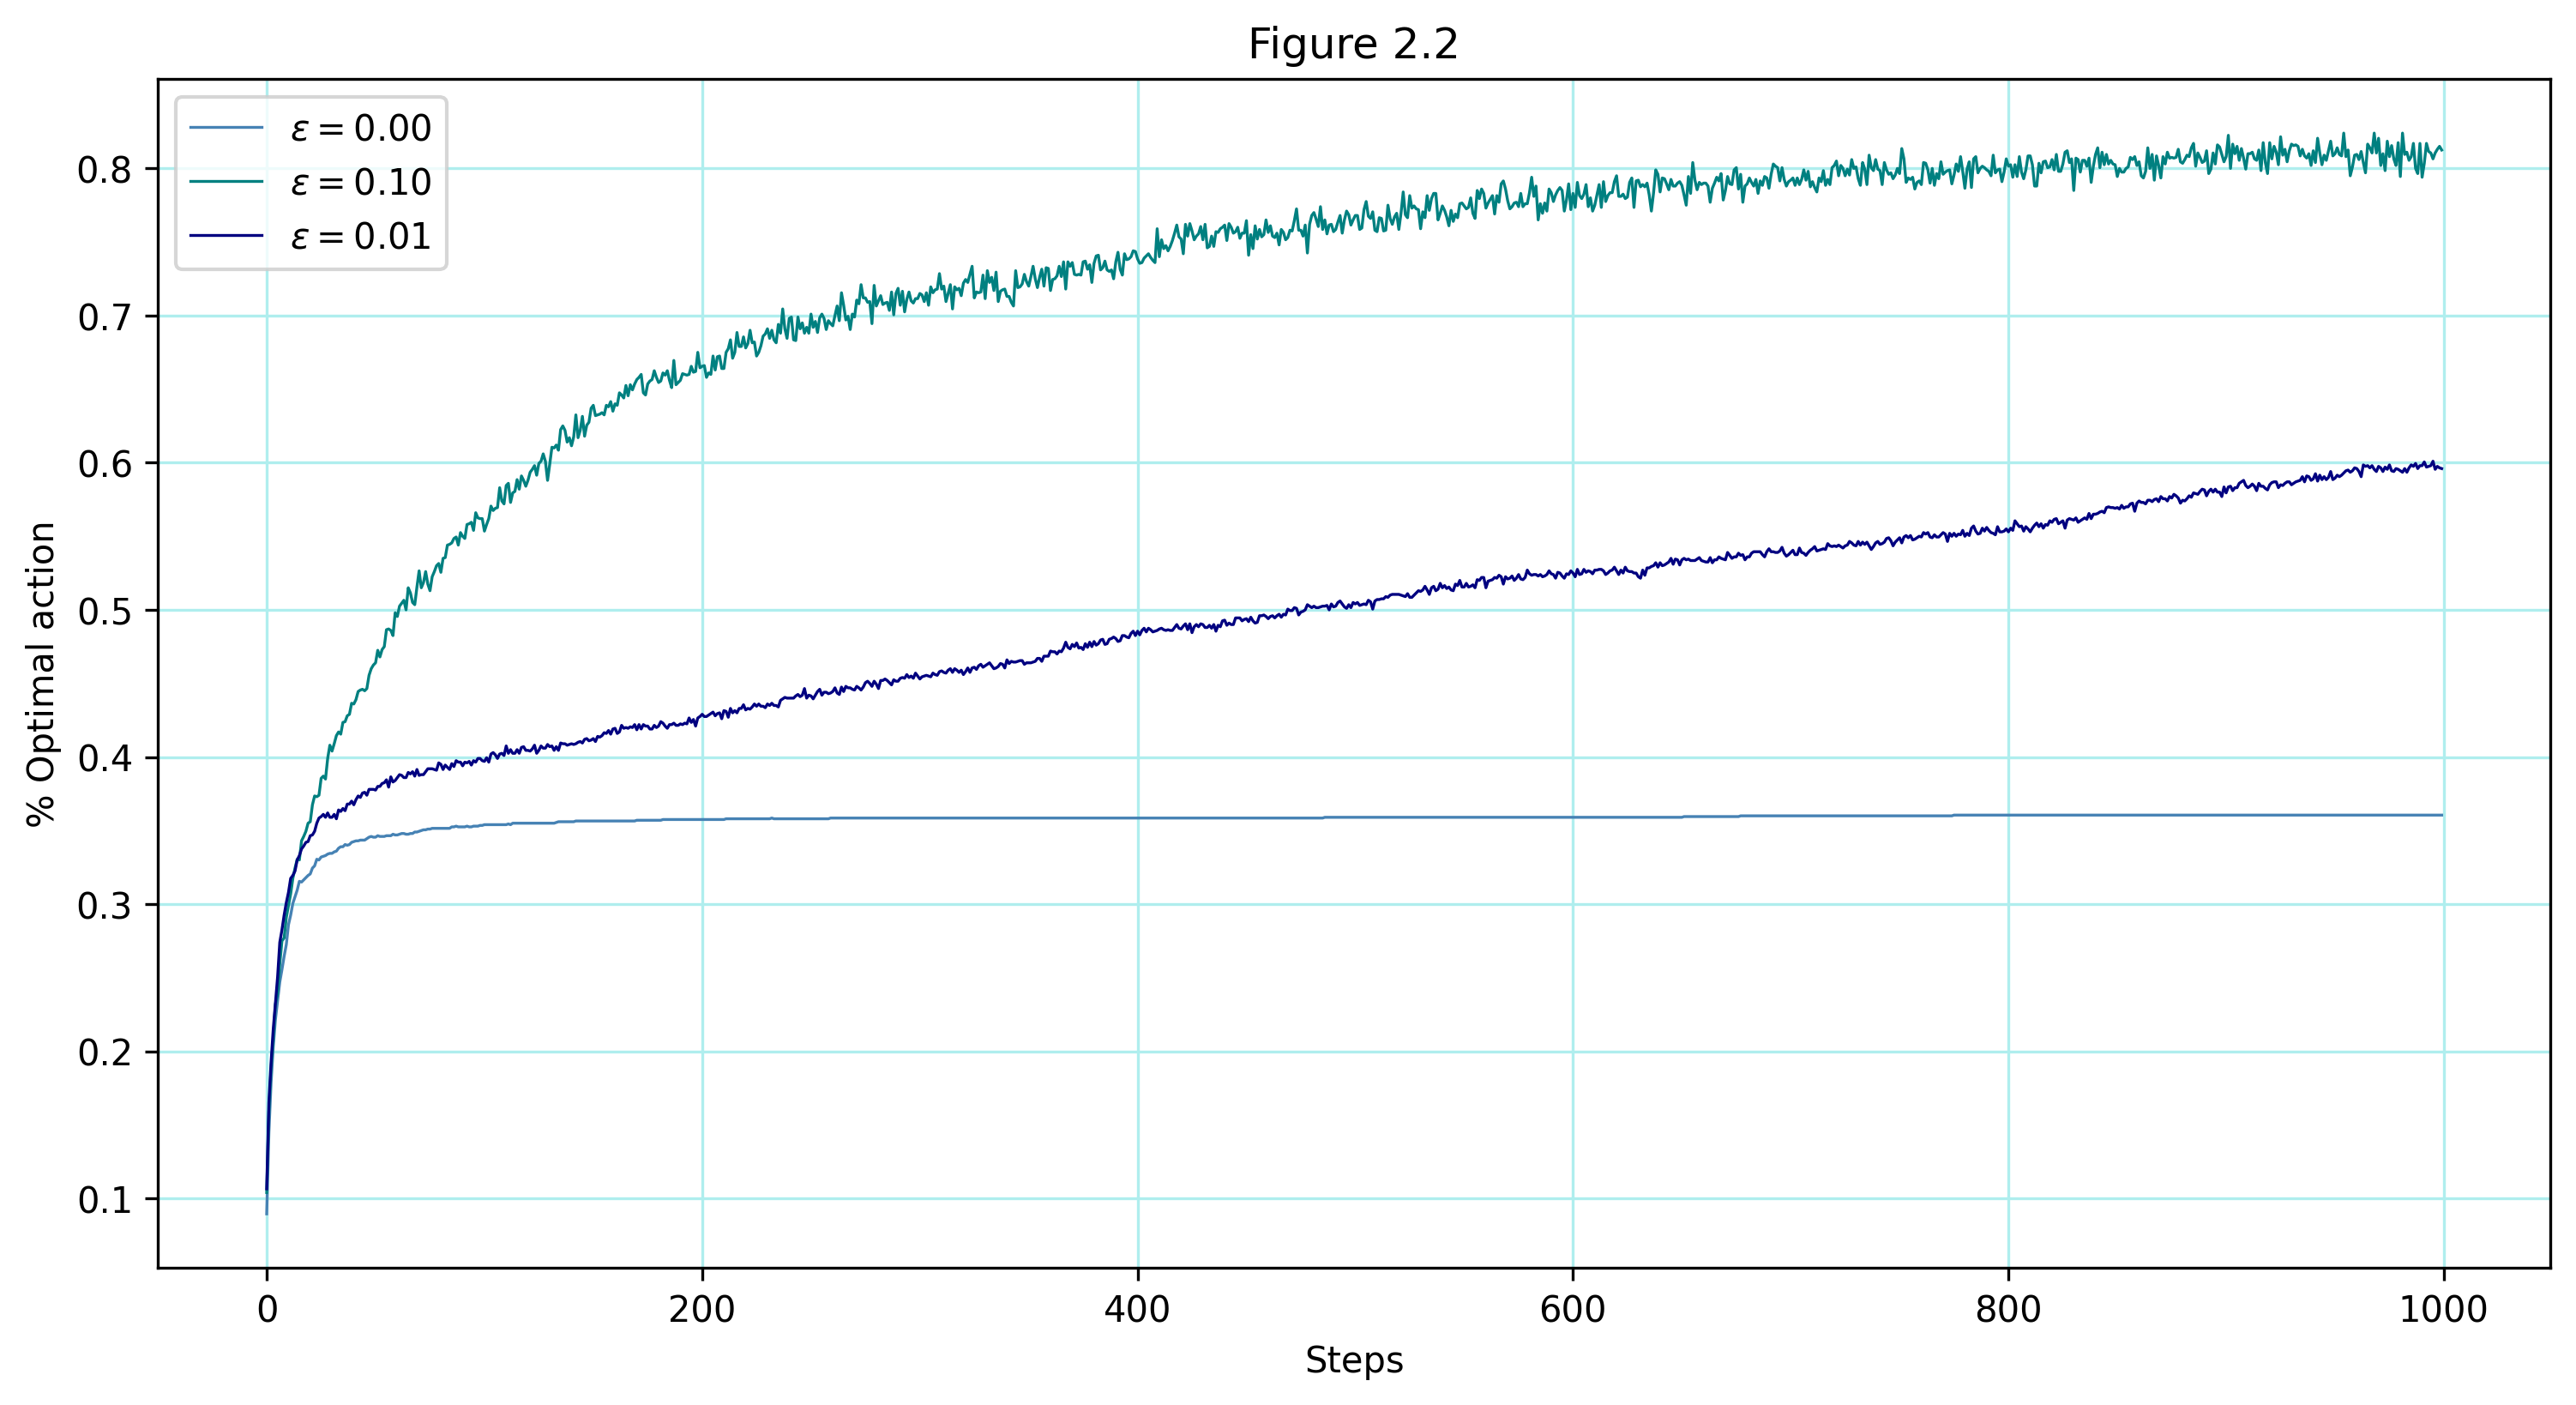 Figure 2.2
ε = 0.00
ε = 0.10
ε = 0.01
% Optimal action
0.8
0.7
0.6
0.5
0.4
0.3
0.2
0.1
0 200 400 600 800 1000
Steps